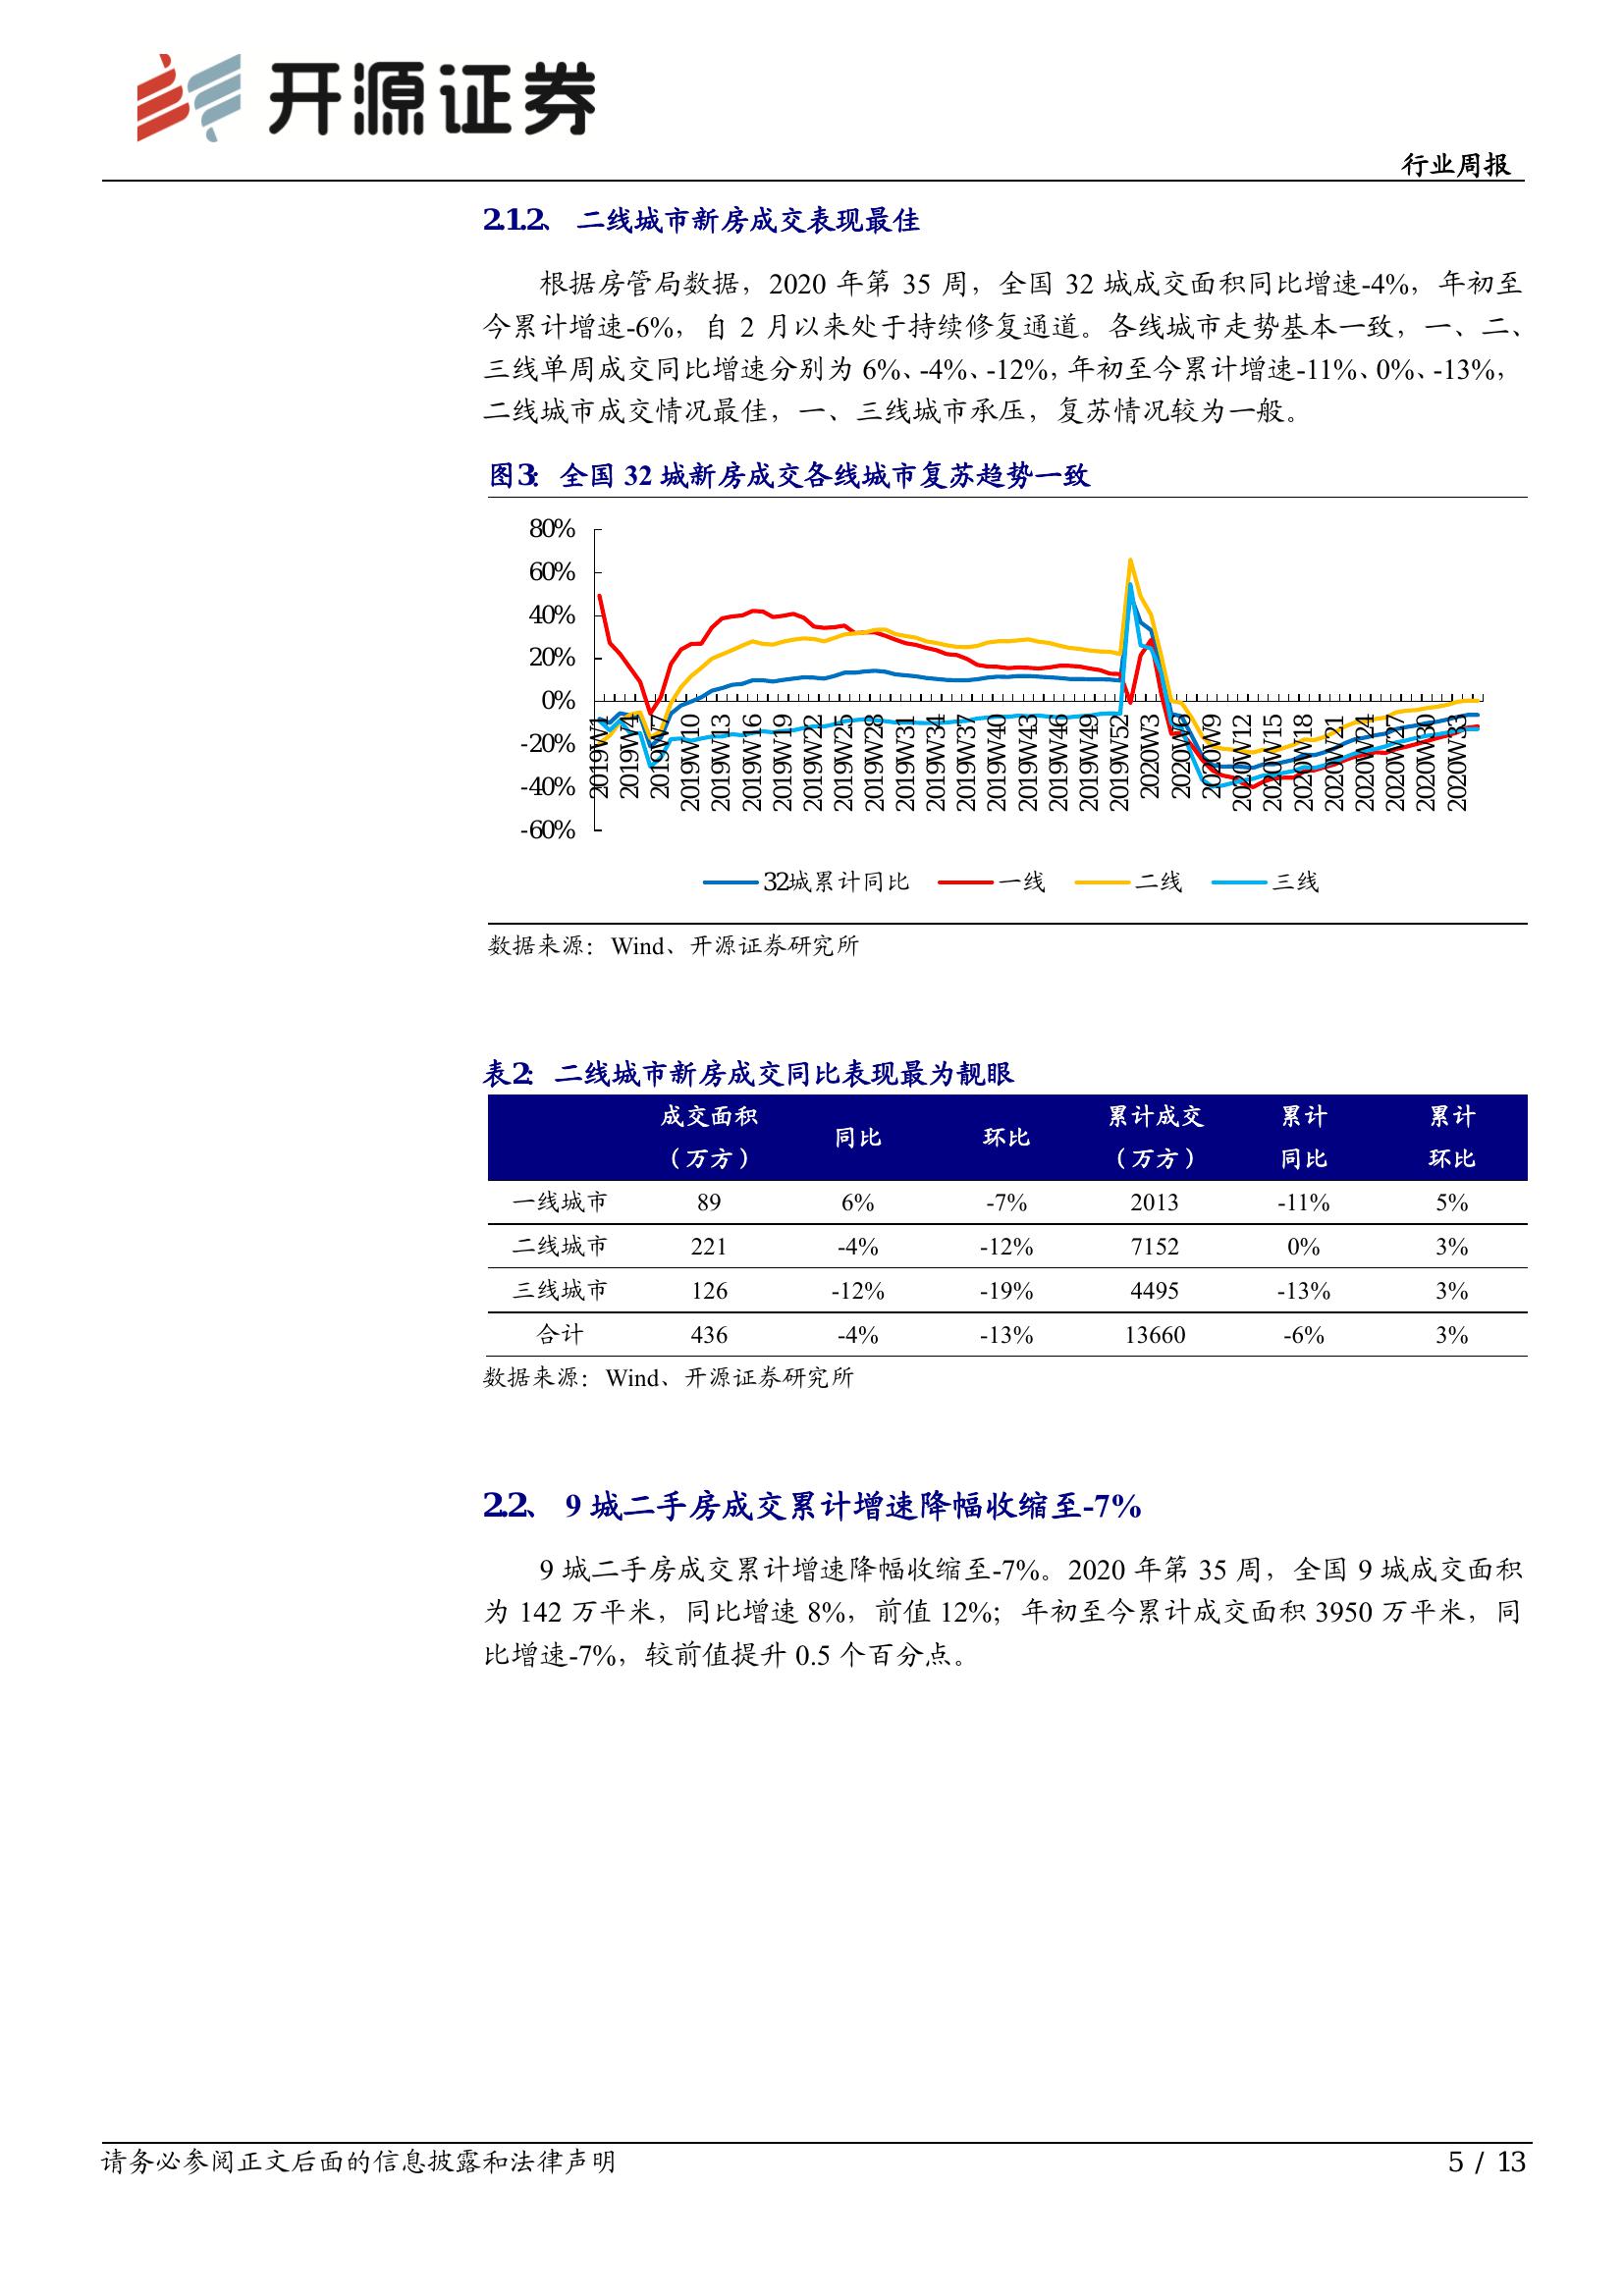 开源证券
行业周报
2.1.2、 二线城市新房成交表现最佳
根据房管局数据，2020 年第 35 周，全国 32 城成交面积同比增速-4%，年初至
今累计增速-6%，自 2 月以来处于持续修复通道。各线城市走势基本一致，一、二、
三线单周成交同比增速分别为 6%、-4%、-12%，年初至今累计增速-11%、0%、-13%，
二线城市成交情况最佳，一、三线城市承压，复苏情况较为一般。
图3： 全国 32 城新房成交各线城市复苏趋势一致
80%
60%
40%
20%
0%
-20%
-40%
-60%
2019W1 2019W4 2019W7 2019W10 2019W13 2019W16 2019W19 2019W22 2019W25 2019W28 2019W31 2019W34 2019W37 2019W40 2019W43 2019W46 2019W49 2019W52 2020W3 2020W6 2020W9 2020W12 2020W15 2020W18 2020W21 2020W24 2020W27 2020W30 2020W33
32城累计同比 一线 二线 三线
数据来源：Wind、开源证券研究所
表2： 二线城市新房成交同比表现最为靓眼
成交面积（万方） 同比 环比 累计成交（万方） 累计同比 累计环比
一线城市 89 6% -7% 2013 -11% 5%
二线城市 221 -4% -12% 7152 0% 3%
三线城市 126 -12% -19% 4495 -13% 3%
合计 436 -4% -13% 13660 -6% 3%
数据来源：Wind、开源证券研究所
2.2、 9 城二手房成交累计增速降幅收缩至-7%
9 城二手房成交累计增速降幅收缩至-7%。2020 年第 35 周，全国 9 城成交面积
为 142 万平米，同比增速 8%，前值 12%；年初至今累计成交面积 3950 万平米，同
比增速-7%，较前值提升 0.5 个百分点。
请务必参阅正文后面的信息披露和法律声明
5 / 13